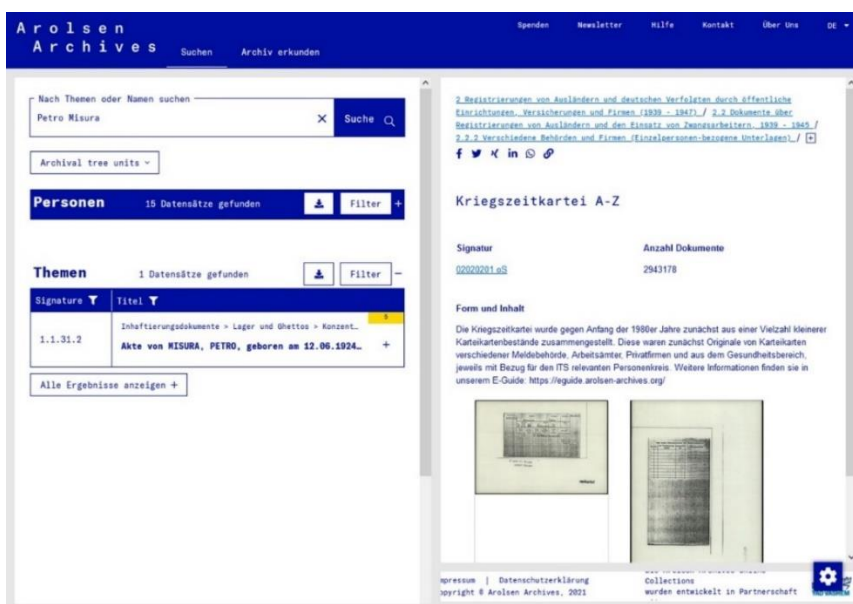 Arolsen
Archives
Suchen
Archiv erkunden
Spenden
Newsletter
Hilfe
Kontakt
Über Uns
DE
Nach Themen oder Namen suchen
Petro Misura
Suche
Archival tree units
Personen
15 Datensätze gefunden
Filter +
Themen
1 Datensätze gefunden
Filter −
Signature
Titel
5
1.1.31.2
Inhaftierungsdokumente > Lager und Ghettos > Konzent…
Akte von MISURA, PETRO, geboren am 12.06.1924… +
Alle Ergebnisse anzeigen +
2 Registrierungen von Ausländern und deutschen Verfolgten durch öffentliche
Einrichtungen, Versicherungen und Firmen (1939 - 1947) / 2.2 Dokumente über
Registrierungen von Ausländern und den Einsatz von Zwangsarbeitern, 1939 - 1945 /
2.2.2 Verschiedene Behörden und Firmen (Einzelpersonen-bezogene Unterlagen) / +
Kriegszeitkartei A-Z
Signatur
Anzahl Dokumente
02020201 oS
2943178
Form und Inhalt
Die Kriegszeitkartei wurde gegen Anfang der 1980er Jahre zunächst aus einer Vielzahl kleinerer
Karteikartenbestände zusammengestellt. Diese waren zunächst Originale von Karteikarten
verschiedener Meldebehörde, Arbeitsämter, Privatfirmen und aus dem Gesundheitsbereich,
jeweils mit Bezug für den ITS relevanten Personenkreis. Weitere Informationen finden sie in
unserem E-Guide: https://eguide.arolsen-archives.org/
mpressum | Datenschutzerklärung
opyright © Arolsen Archives, 2021
Collections
wurden entwickelt in Partnerschaft